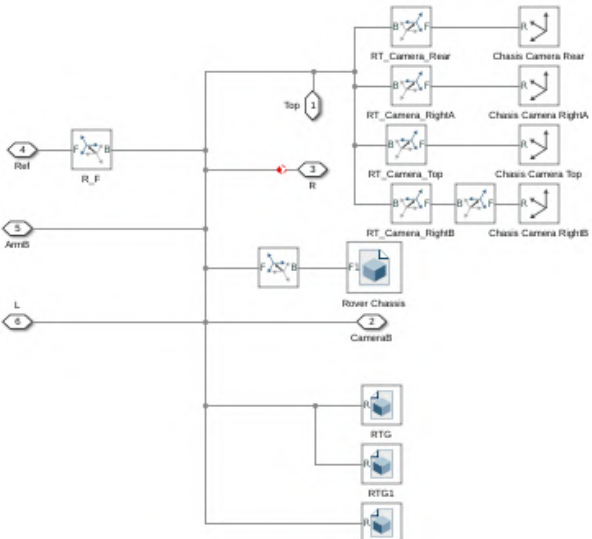 B F R
RT_Camera_Rear Chasis Camera Rear
B F R
Top 1
RT_Camera_RightA Chasis Camera RightA
4 F B B F R
Ref R_F RT_Camera_Top Chasis Camera Top
3
R
B F B F R
RT_Camera_RightB Chasis Camera RightB
5
ArmB
F B F1
Rover Chassis
L
6 2
CameraB
R
RTG
R
RTG1
R